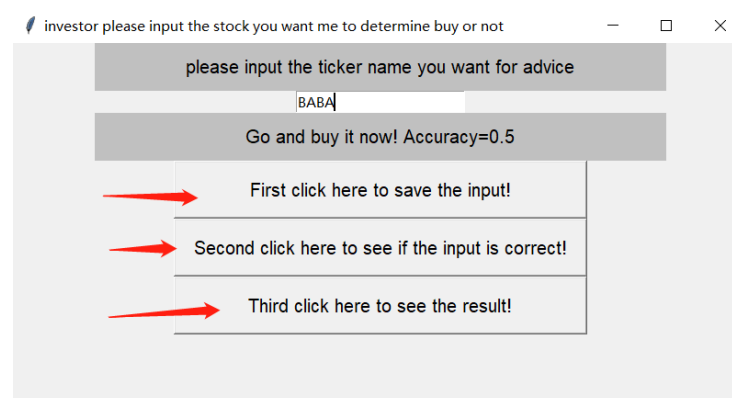 investor please input the stock you want me to determine buy or not
please input the ticker name you want for advice
BABA
Go and buy it now! Accuracy=0.5
First click here to save the input!
Second click here to see if the input is correct!
Third click here to see the result!